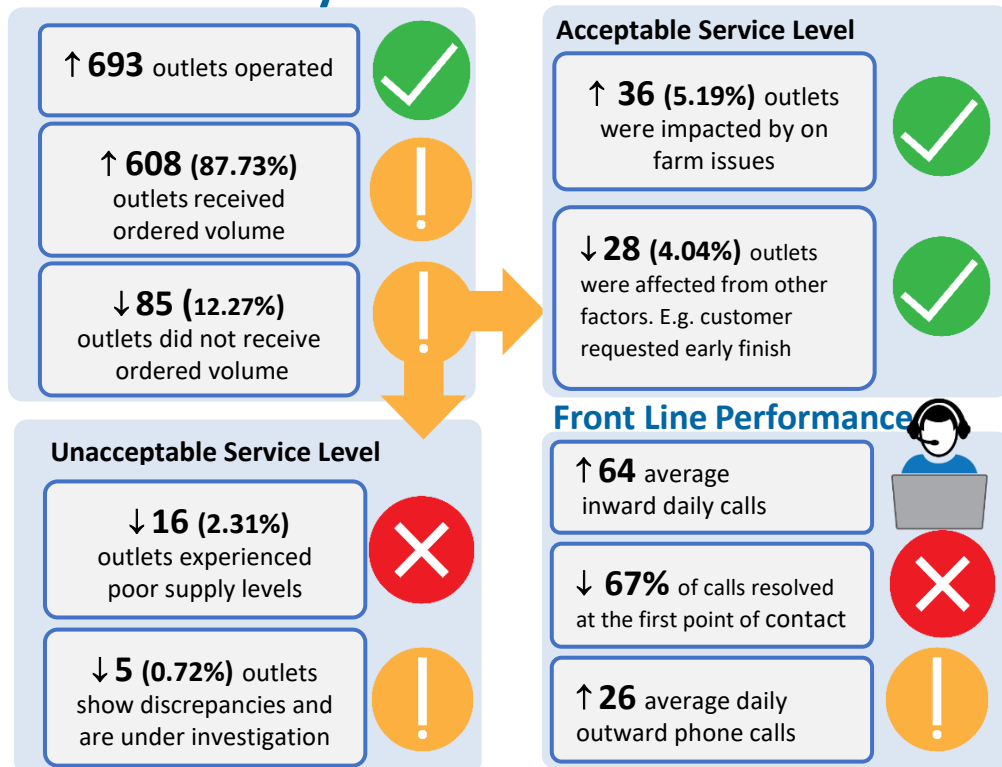 ↑ 693 outlets operated
↑ 608 (87.73%)
outlets received
ordered volume
↓ 85 (12.27%)
outlets did not receive
ordered volume
Acceptable Service Level
↑ 36 (5.19%) outlets
were impacted by on
farm issues
↓ 28 (4.04%) outlets
were affected from other
factors. E.g. customer
requested early finish
Unacceptable Service Level
↓ 16 (2.31%)
outlets experienced
poor supply levels
↓ 5 (0.72%) outlets
show discrepancies and
are under investigation
Front Line Performance
↑ 64 average
inward daily calls
↓ 67% of calls resolved
at the first point of contact
↑ 26 average daily
outward phone calls